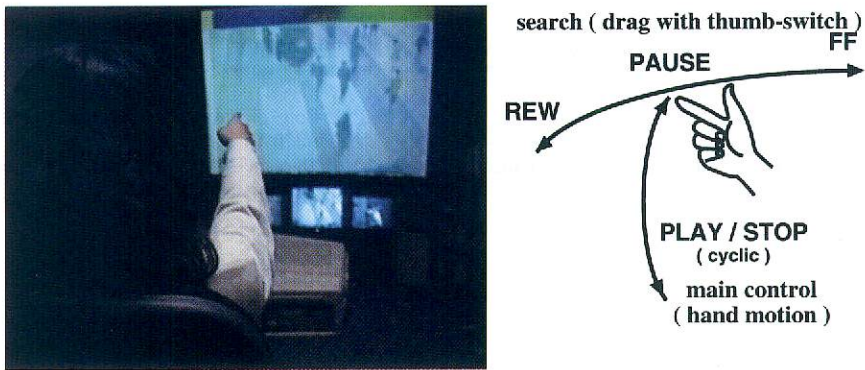 search ( drag with thumb-switch )
FF
PAUSE
REW
PLAY / STOP
( cyclic )
main control
( hand motion )